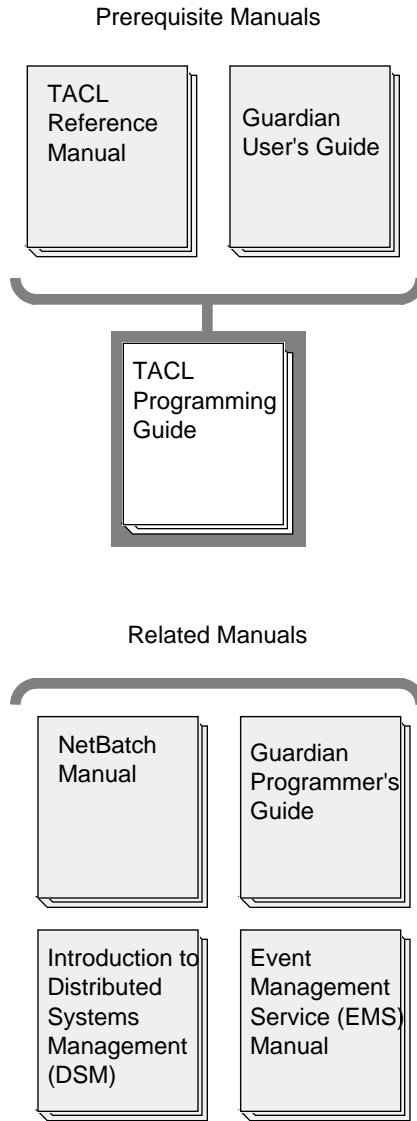 Prerequisite Manuals
TACL
Reference
Manual
Guardian
User's Guide
TACL
Programming
Guide
Related Manuals
NetBatch
Manual
Guardian
Programmer's
Guide
Introduction to
Distributed
Systems
Management
(DSM)
Event
Management
Service (EMS)
Manual